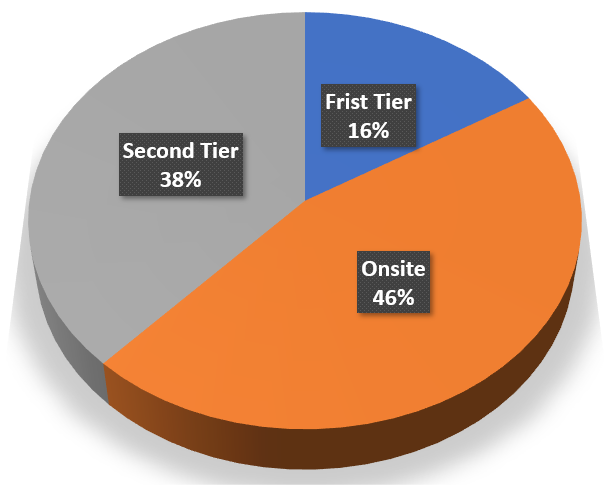 Frist Tier
16%
Second Tier
38%
Onsite
46%